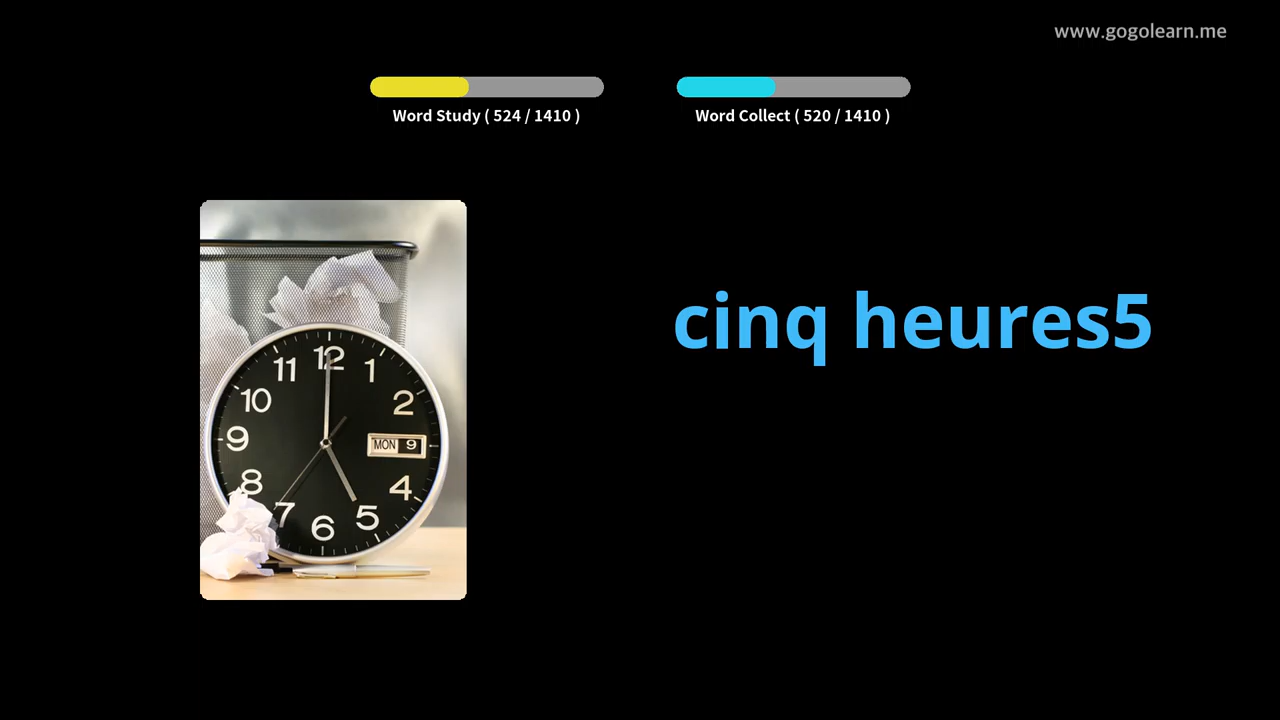 www.gogolearn.me
Word Study ( 524 / 1410 )
Word Collect ( 520 / 1410 )
cinq heures5
12
11
1
10
2
9
MON 9
8
4
7
5
6